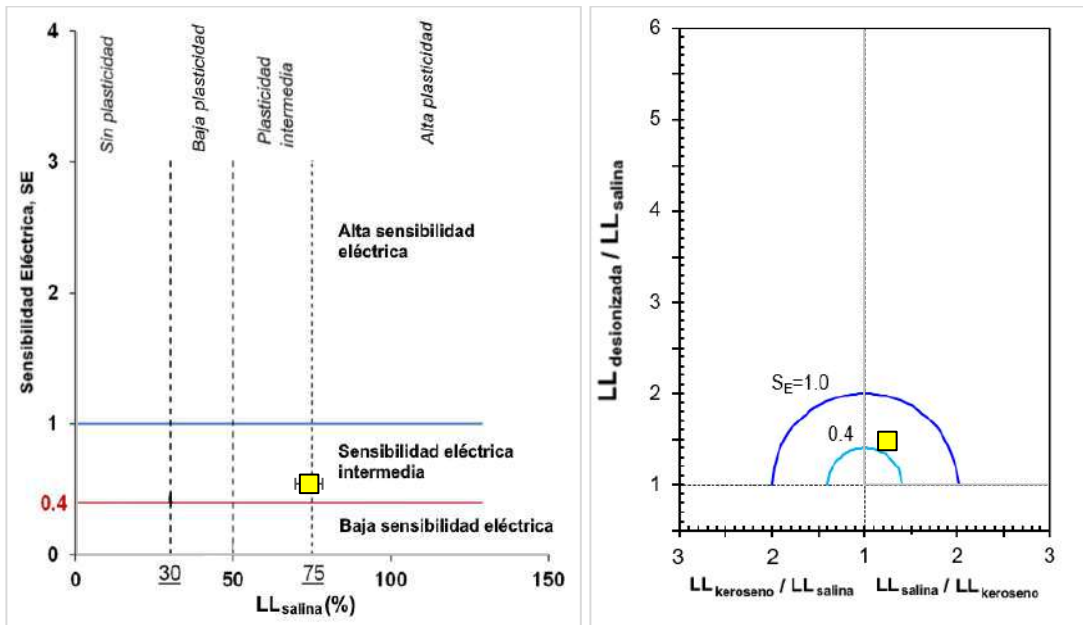 4
3
2
1
0.4
0
Sensibilidad Eléctrica, SE
Sin plasticidad
Baja plasticidad
Plasticidad
intermedia
Alta plasticidad
Alta sensibilidad
eléctrica
Sensibilidad eléctrica
intermedia
Baja sensibilidad eléctrica
0 30 50 75 100 150
LLsalina(%)
6
5
4
3
2
1
LLdesionizada / LLsalina
SE=1.0
0.4
3 2 1 2 3
LLkeroseno / LLsalina LLsalina / LLkeroseno